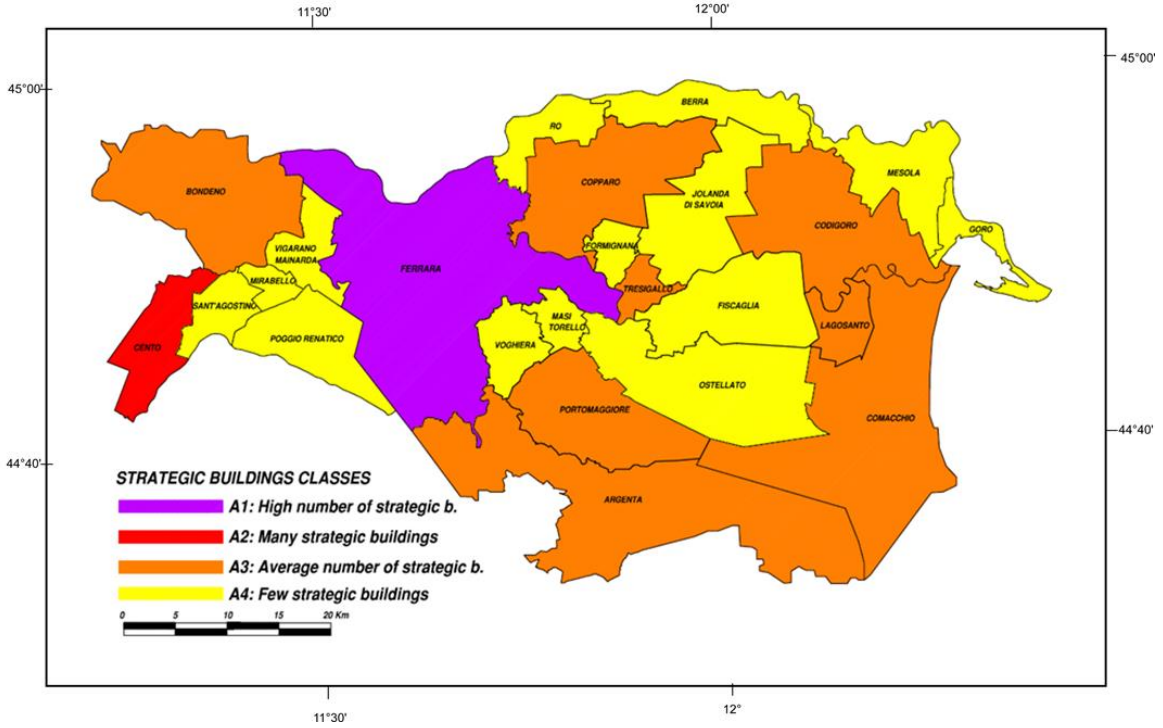 11°30'
12°00'
45°00'
45°00'
BERRA
RO
MESOLA
COPPARO
BONDENO
JOLANDA
DI SAVOIA
CODIGORO
GORO
FORMIGNANA
VIGARANO
MAINARDA
FERRARA
MIRABELLO
TRESIGALLO
SANT'AGOSTINO
FISCAGLIA
MASI
TORELLO
LAGOSANTO
POGGIO RENATICO
VOGHIERA
CENTO
OSTELLATO
PORTOMAGGIORE
COMACCHIO
44°40'
44°40'
ARGENTA
STRATEGIC BUILDINGS CLASSES
A1: High number of strategic b.
A2: Many strategic buildings
A3: Average number of strategic b.
A4: Few strategic buildings
0 5 10 15 20 Km
11°30'
12°